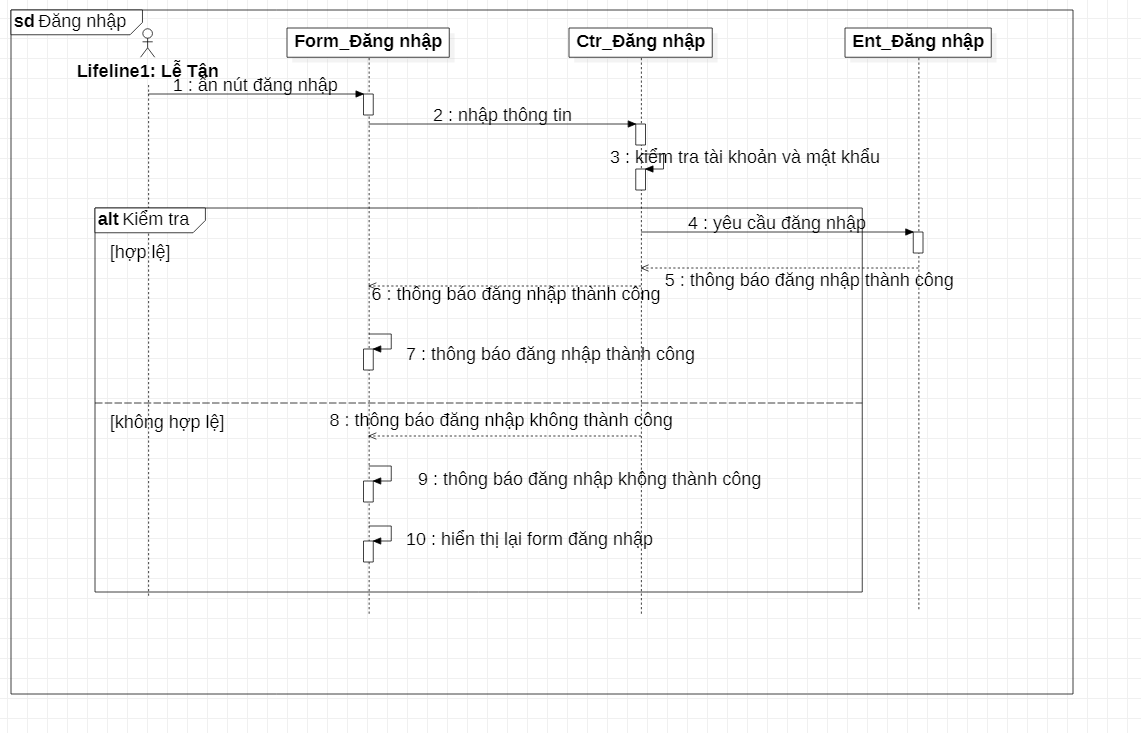 sd Đăng nhập
Form_Đăng nhập
Ctr_Đăng nhập
Ent_Đăng nhập
Lifeline1: Lễ Tân
1 : ấn nút đăng nhập
2 : nhập thông tin
3 : kiểm tra tài khoản và mật khẩu
alt Kiểm tra
4 : yêu cầu đăng nhập
[hợp lệ]
5 : thông báo đăng nhập thành công
6 : thông báo đăng nhập thành công
7 : thông báo đăng nhập thành công
[không hợp lệ]
8 : thông báo đăng nhập không thành công
9 : thông báo đăng nhập không thành công
10 : hiển thị lại form đăng nhập